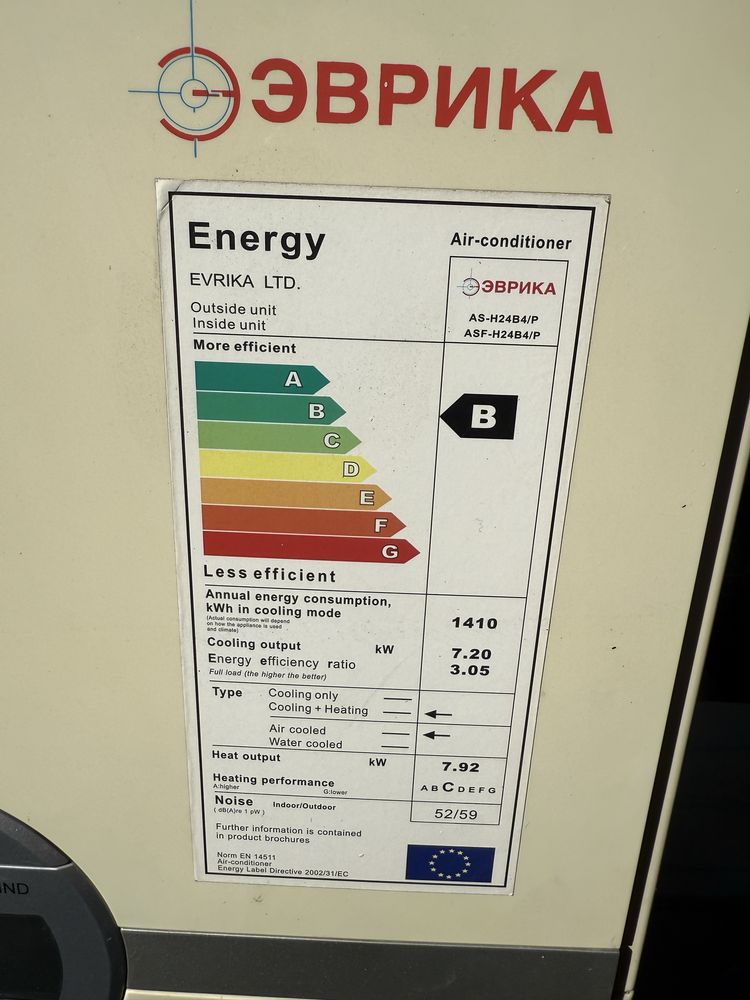 ЭВРИКА
Energy
Air-conditioner
EVRIKA LTD.
ЭВРИКА
Outside unit
AS-H24B4/P
Inside unit
ASF-H24B4/P
More efficient
A
B
B
C
D
E
F
G
Less efficient
Annual energy consumption,
kWh in cooling mode
1410
(Actual consumption will depend
on how the appliance is used
and climate)
Cooling output kW 7.20
Energy efficiency ratio 3.05
Full load (the higher the better)
Type Cooling only
Cooling + Heating
Air cooled
Water cooled
Heat output kW 7.92
Heating performance A B C D E F G
A:higher G:lower
Noise Indoor/Outdoor 52/59
( dB(A)re 1 pW )
Further information is contained
in product brochures
Norm EN 14511
Air-conditioner
Energy Label Directive 2002/31/EC